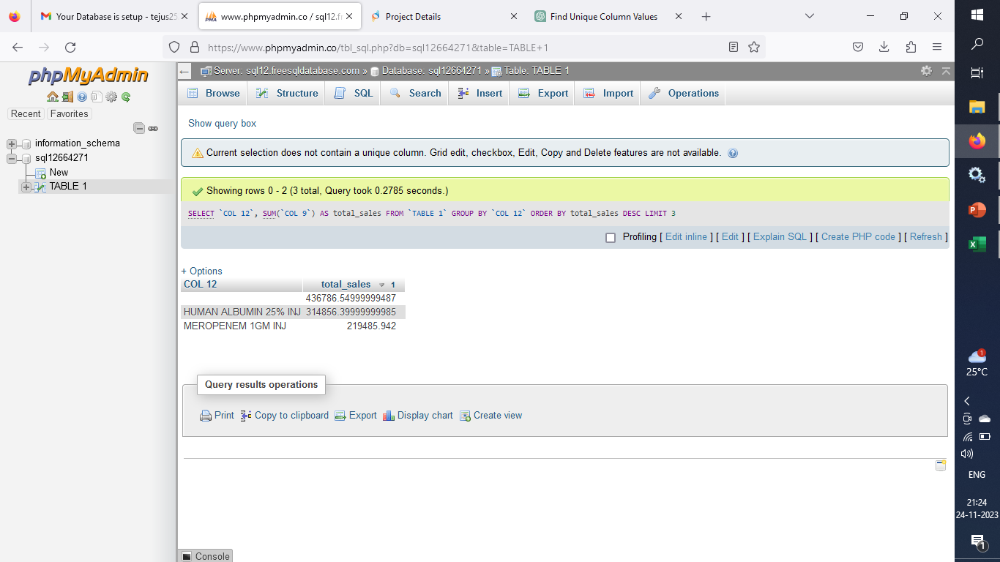 Your Database is setup - tejus25
www.phpmyadmin.co / sql12.fr
Project Details
Find Unique Column Values
https://www.phpmyadmin.co/tbl_sql.php?db=sql12664271&table=TABLE+1
phpMyAdmin
Recent
Favorites
information_schema
sql12664271
New
TABLE 1
Server: sql12.freesqldatabase.com » Database: sql12664271 » Table: TABLE 1
Browse
Structure
SQL
Search
Insert
Export
Import
Operations
Show query box
Current selection does not contain a unique column. Grid edit, checkbox, Edit, Copy and Delete features are not available.
Showing rows 0 - 2 (3 total, Query took 0.2785 seconds.)
SELECT `COL 12`, SUM(`COL 9`) AS total_sales FROM `TABLE 1` GROUP BY `COL 12` ORDER BY total_sales DESC LIMIT 3
Profiling [ Edit inline ] [ Edit ] [ Explain SQL ] [ Create PHP code ] [ Refresh ]
+ Options
COL 12 total_sales 1
436786.54999999487
HUMAN ALBUMIN 25% INJ 314856.39999999985
MEROPENEM 1GM INJ 219485.942
Query results operations
Print
Copy to clipboard
Export
Display chart
Create view
Console
1
25°C
ENG
21:24
24-11-2023
1